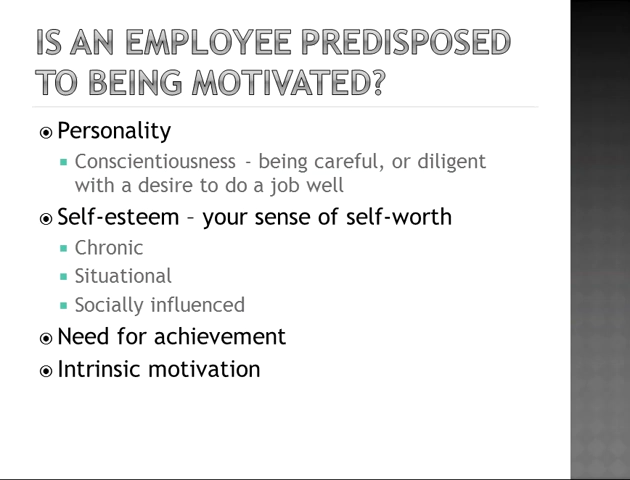 IS AN EMPLOYEE PREDISPOSED
TO BEING MOTIVATED?
Personality
Conscientiousness - being careful, or diligent
with a desire to do a job well
Self-esteem – your sense of self-worth
Chronic
Situational
Socially influenced
Need for achievement
Intrinsic motivation